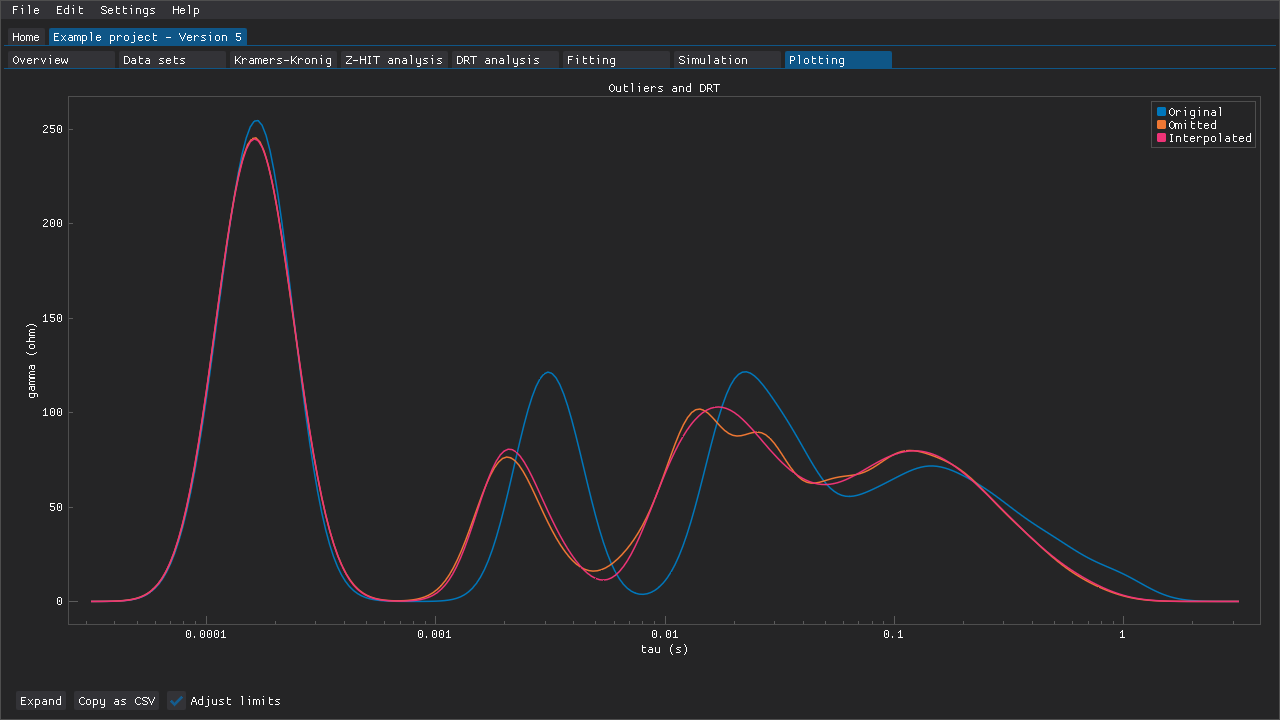 File Edit Settings Help
Home Example project - Version 5
Overview Data sets Kramers-Kronig Z-HIT analysis DRT analysis Fitting Simulation Plotting
Outliers and DRT
Original
Omitted
Interpolated
250
200
150
100
50
0
gamma (ohm)
0.0001 0.001 0.01 0.1 1
tau (s)
Expand Copy as CSV Adjust limits